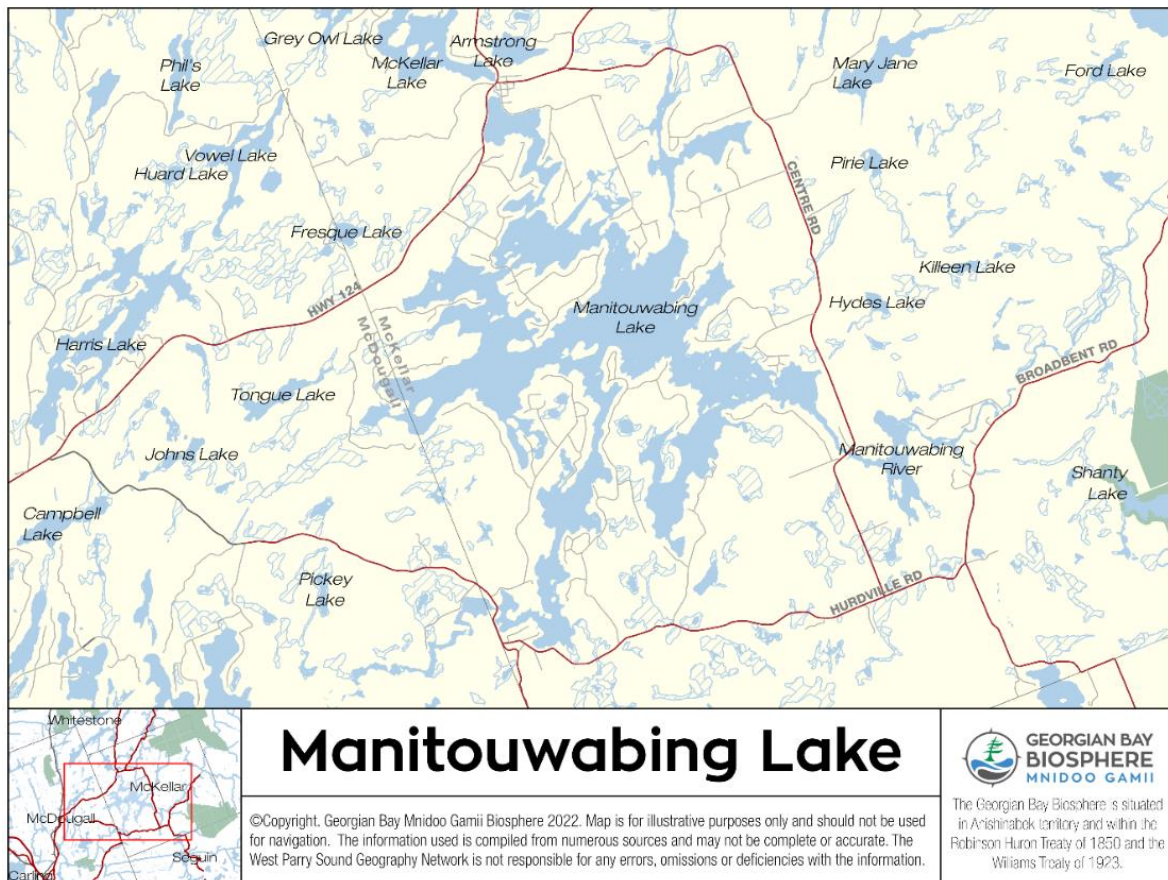 Grey Owl Lake
Armstrong
Lake
Phil's
Lake
McKellar
Lake
Mary Jane
Lake
Ford Lake
Vowel Lake
Huard Lake
Pirie Lake
CENTRE RD
Fresque Lake
Killeen Lake
HWY 124
Manitouwabing
Lake
Hydes Lake
McKellar
McDougall
Harris Lake
BROADBENT RD
Tongue Lake
Johns Lake
Manitouwabing
River
Shanty
Lake
Campbell
Lake
Pickey
Lake
HURDVILLE RD
Whitestone
McKellar
McDougall
Seguin
Carling
Manitouwabing Lake
©Copyright. Georgian Bay Mnidoo Gamii Biosphere 2022. Map is for illustrative purposes only and should not be used
for navigation. The information used is compiled from numerous sources and may not be complete or accurate. The
West Parry Sound Geography Network is not responsible for any errors, omissions or deficiencies with the information.
GEORGIAN BAY
BIOSPHERE
MNIDOO GAMII
The Georgian Bay Biosphere is situated
in Anishinabek territory and within the
Robinson Huron Treaty of 1850 and the
Williams Treaty of 1923.